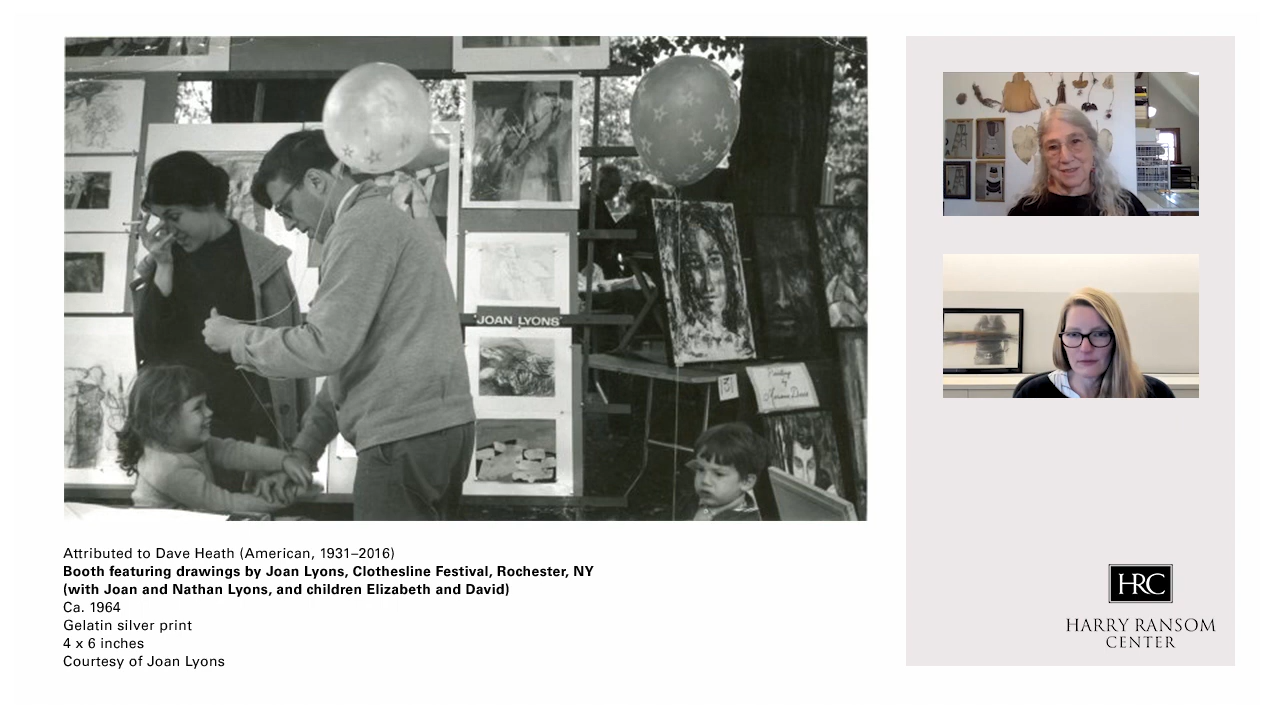 JOAN LYONS
Paintings
by
Attributed to Dave Heath (American, 1931–2016)
Booth featuring drawings by Joan Lyons, Clothesline Festival, Rochester, NY
(with Joan and Nathan Lyons, and children Elizabeth and David)
Ca. 1964
Gelatin silver print
4 x 6 inches
Courtesy of Joan Lyons
HRC
HARRY RANSOM
CENTER